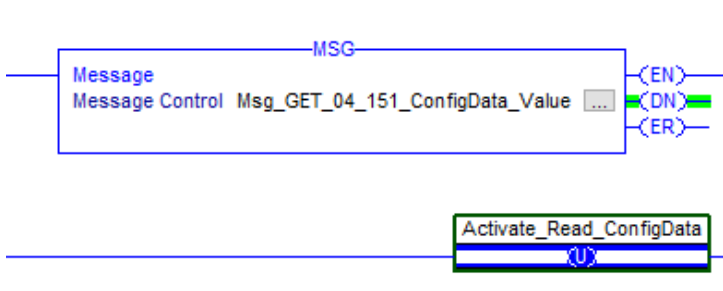 MSG
Message
Message Control Msg_GET_04_151_ConfigData_Value ...
(EN)
(DN)
(ER)
Activate_Read_ConfigData
(U)